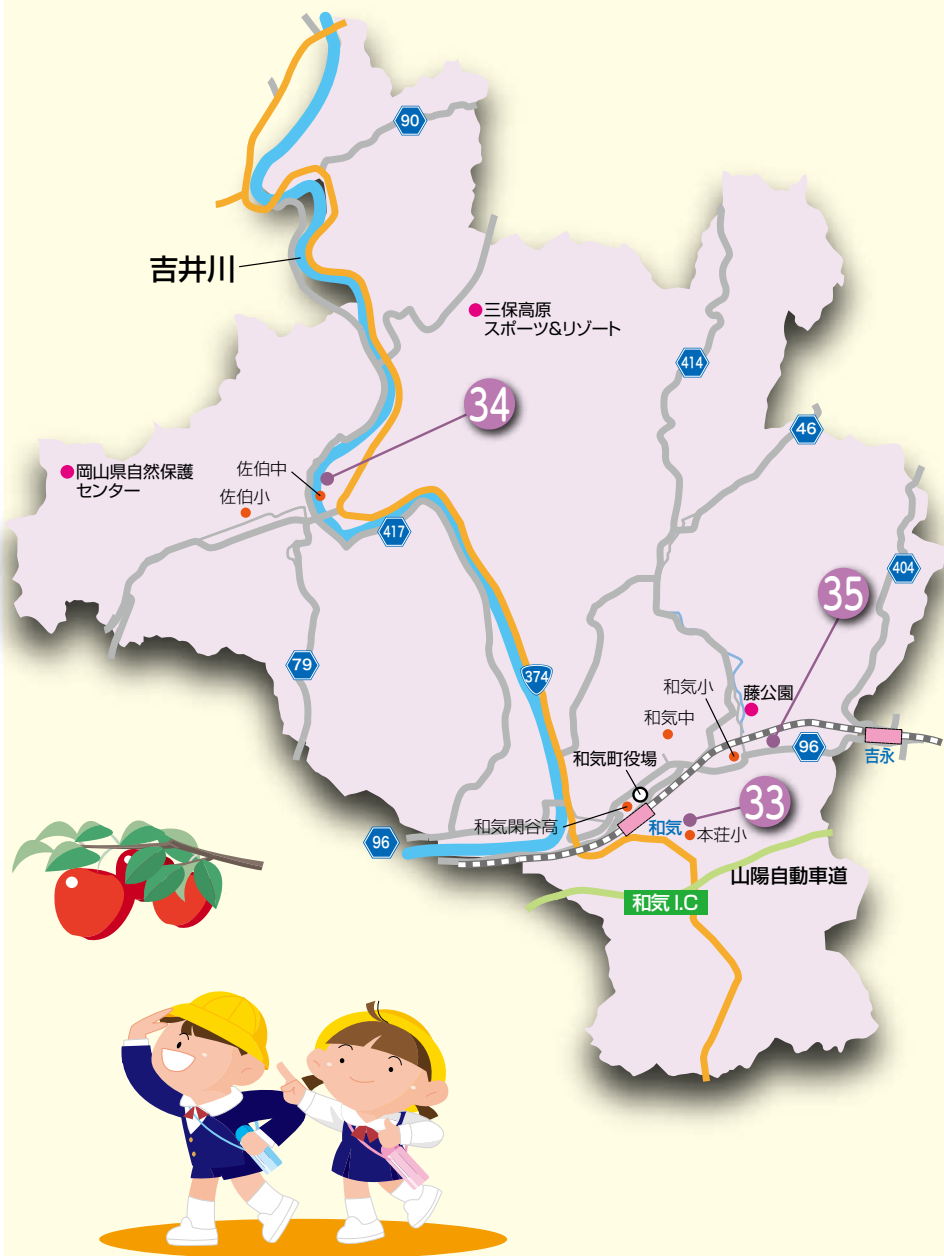 90
吉井川
三保高原
スポーツ&リゾート
414
34
46
岡山県自然保護
センター
佐伯中
佐伯小
417
404
35
79
374
和気小
藤公園
和気中
96
吉永
和気町役場
33
和気閑谷高
和気
本荘小
96
山陽自動車道
和気 I.C